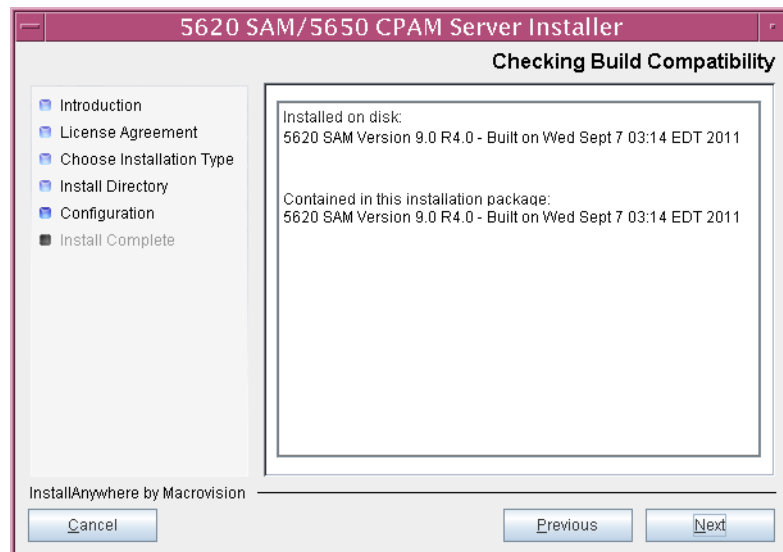 5620 SAM/5650 CPAM Server Installer
Checking Build Compatibility
Introduction
License Agreement
Choose Installation Type
Install Directory
Configuration
Install Complete
Installed on disk:
5620 SAM Version 9.0 R4.0 - Built on Wed Sept 7 03:14 EDT 2011
Contained in this installation package:
5620 SAM Version 9.0 R4.0 - Built on Wed Sept 7 03:14 EDT 2011
InstallAnywhere by Macrovision
Cancel
Previous
Next